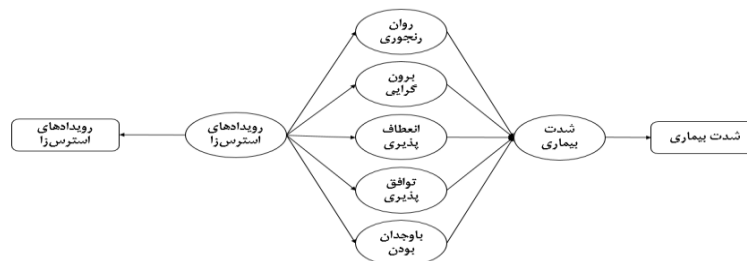 روان
رنجوری
برون
گرایی
رویدادهای
استرس‌زا
رویدادهای
استرس‌زا
انعطاف
پذیری
شدت
بیماری
شدت بیماری
توافق
پذیری
باوجدان
بودن